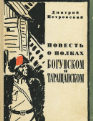 Дмитрий
Петровский
ПОВЕСТЬ
О ПОЛКАХ
БОГУНСКОМ
И ТАРАЩАНСКОМ